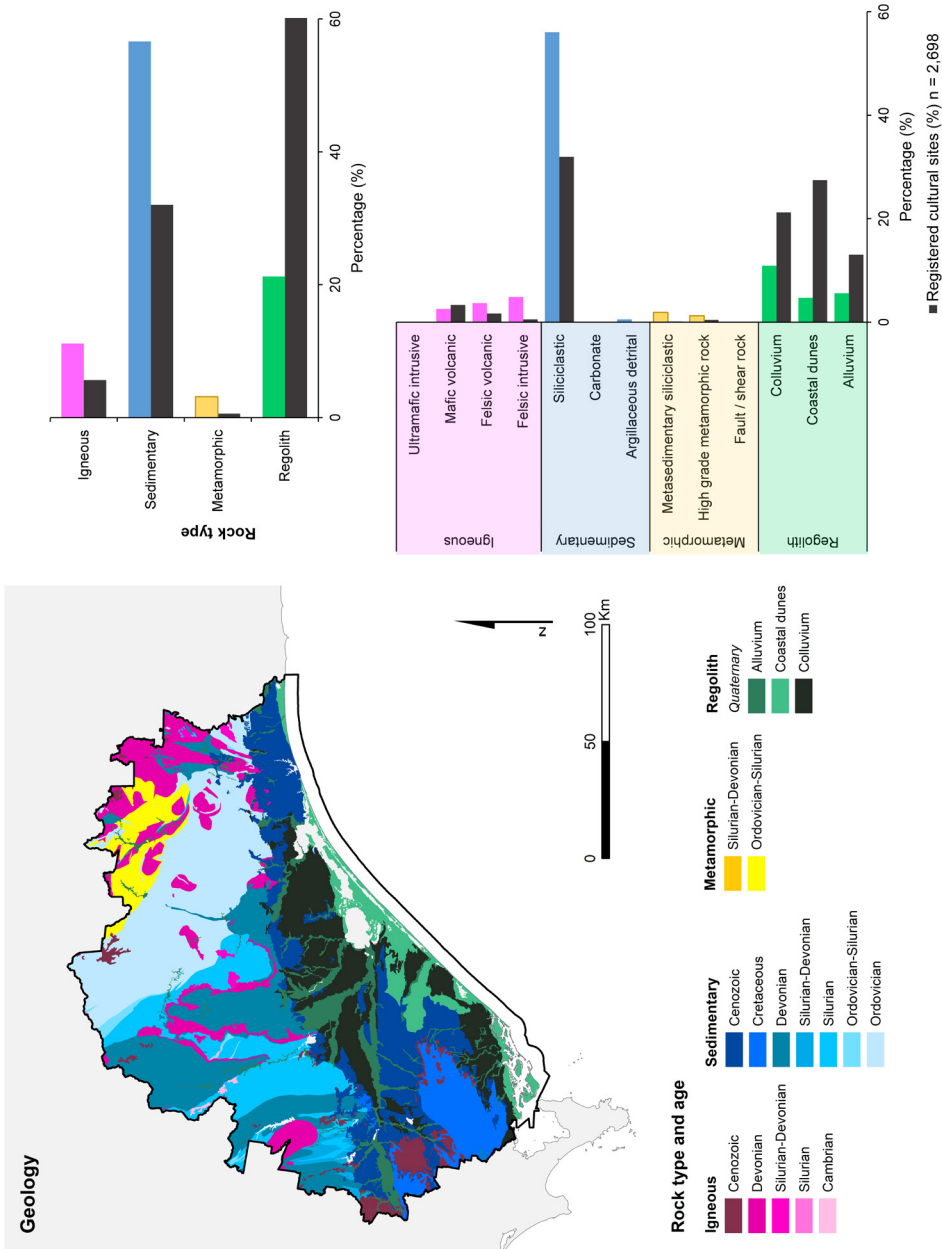 Geology
N
0
50
100
Km
Rock type and age
Igneous
Cenozoic
Devonian
Silurian-Devonian
Silurian
Cambrian
Sedimentary
Cenozoic
Cretaceous
Devonian
Silurian-Devonian
Silurian
Ordovician-Silurian
Ordovician
Metamorphic
Silurian-Devonian
Ordovician-Silurian
Regolith
Quaternary
Alluvium
Coastal dunes
Colluvium
Rock type
Igneous
Sedimentary
Metamorphic
Regolith
0
20
40
60
Percentage (%)
Igneous
Ultramafic intrusive
Mafic volcanic
Felsic volcanic
Felsic intrusive
Sedimentary
Siliciclastic
Carbonate
Argillaceous detrital
Metamorphic
Metasedimentary siliciclastic
High grade metamorphic rock
Fault / shear rock
Regolith
Colluvium
Coastal dunes
Alluvium
0
20
40
60
Percentage (%)
Registered cultural sites (%) n = 2,698